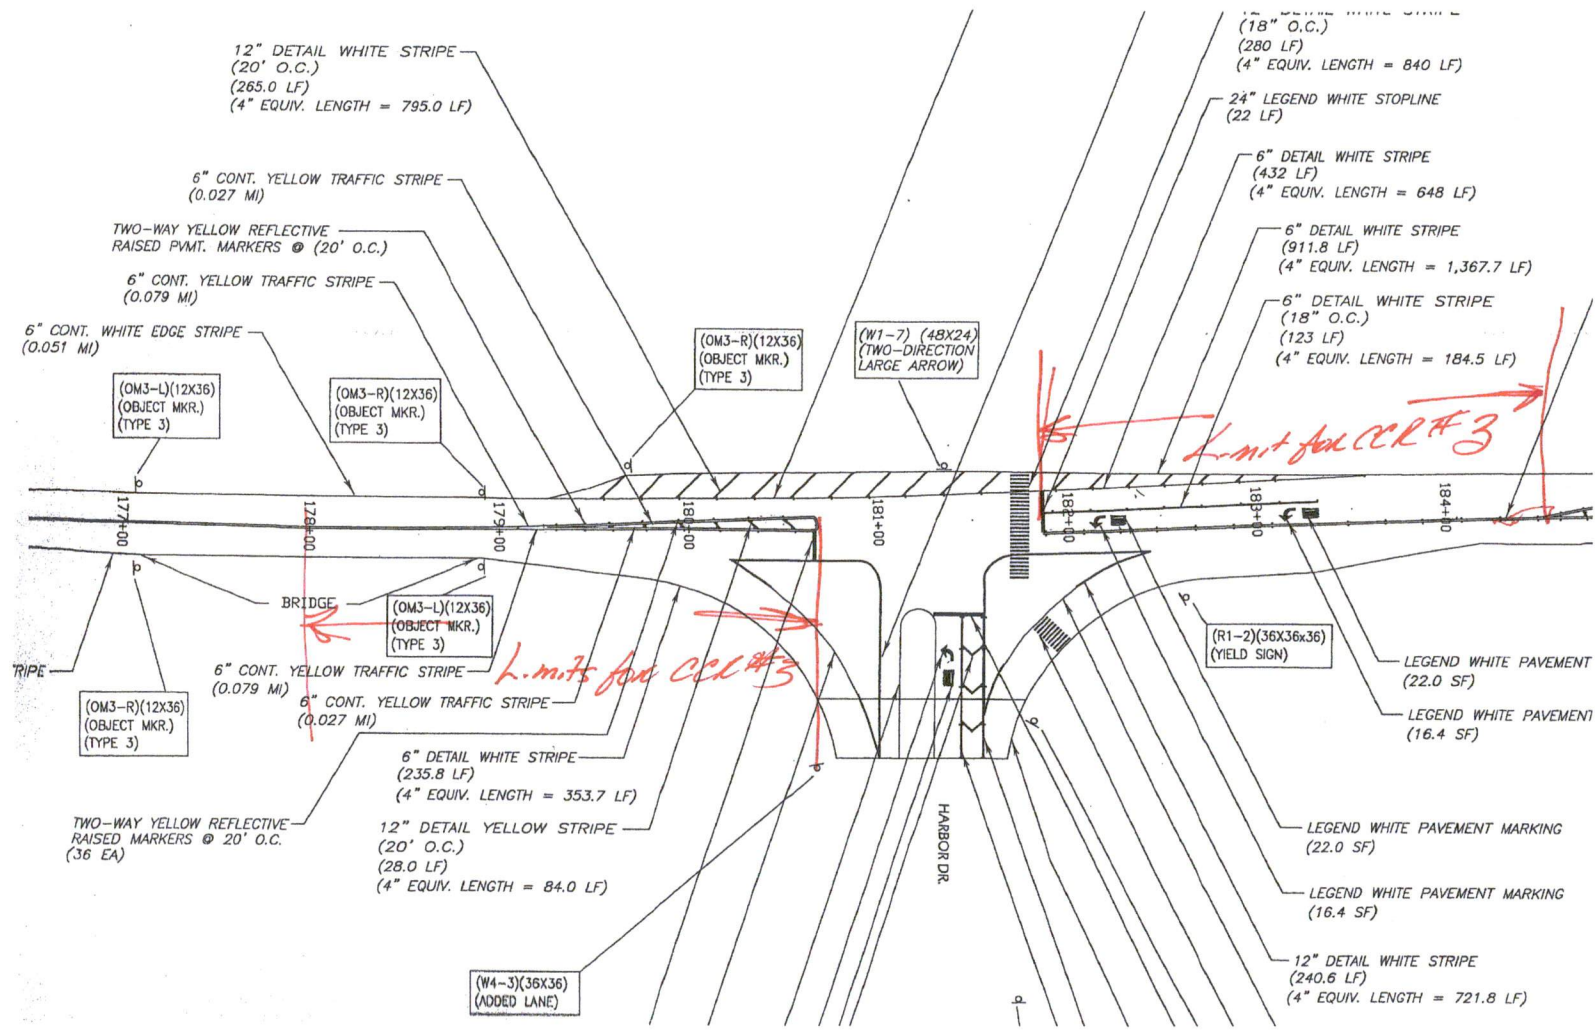 12" DETAIL WHITE STRIPE
(20' O.C.)
(265.0 LF)
(4" EQUIV. LENGTH = 795.0 LF)
6" CONT. YELLOW TRAFFIC STRIPE
(0.027 MI)
TWO-WAY YELLOW REFLECTIVE
RAISED PVMT. MARKERS @ (20' O.C.)
6" CONT. YELLOW TRAFFIC STRIPE
(0.079 MI)
6" CONT. WHITE EDGE STRIPE
(0.051 MI)
(OM3-L)(12X36)
(OBJECT MKR.)
(TYPE 3)
(OM3-R)(12X36)
(OBJECT MKR.)
(TYPE 3)
(OM3-R)(12X36)
(OBJECT MKR.)
(TYPE 3)
(W1-7) (48X24)
(TWO-DIRECTION
LARGE ARROW)
(18" O.C.)
(280 LF)
(4" EQUIV. LENGTH = 840 LF)
24" LEGEND WHITE STOPLINE
(22 LF)
6" DETAIL WHITE STRIPE
(432 LF)
(4" EQUIV. LENGTH = 648 LF)
6" DETAIL WHITE STRIPE
(911.8 LF)
(4" EQUIV. LENGTH = 1,367.7 LF)
6" DETAIL WHITE STRIPE
(18" O.C.)
(123 LF)
(4" EQUIV. LENGTH = 184.5 LF)
Limit for CCR #3
177+00
178+00
179+00
180+00
181+00
182+00
183+00
184+00
BRIDGE
(OM3-L)(12X36)
(OBJECT MKR.)
(TYPE 3)
Limits for CCR #3
RIPE
(OM3-R)(12X36)
(OBJECT MKR.)
(TYPE 3)
6" CONT. YELLOW TRAFFIC STRIPE
(0.079 MI)
6" CONT. YELLOW TRAFFIC STRIPE
(0.027 MI)
6" DETAIL WHITE STRIPE
(235.8 LF)
(4" EQUIV. LENGTH = 353.7 LF)
TWO-WAY YELLOW REFLECTIVE
RAISED MARKERS @ 20' O.C.
(36 EA)
12" DETAIL YELLOW STRIPE
(20' O.C.)
(28.0 LF)
(4" EQUIV. LENGTH = 84.0 LF)
(W4-3)(36X36)
(ADDED LANE)
HARBOR DR.
(R1-2)(36X36x36)
(YIELD SIGN)
LEGEND WHITE PAVEMENT
(22.0 SF)
LEGEND WHITE PAVEMENT
(16.4 SF)
LEGEND WHITE PAVEMENT MARKING
(22.0 SF)
LEGEND WHITE PAVEMENT MARKING
(16.4 SF)
12" DETAIL WHITE STRIPE
(240.6 LF)
(4" EQUIV. LENGTH = 721.8 LF)